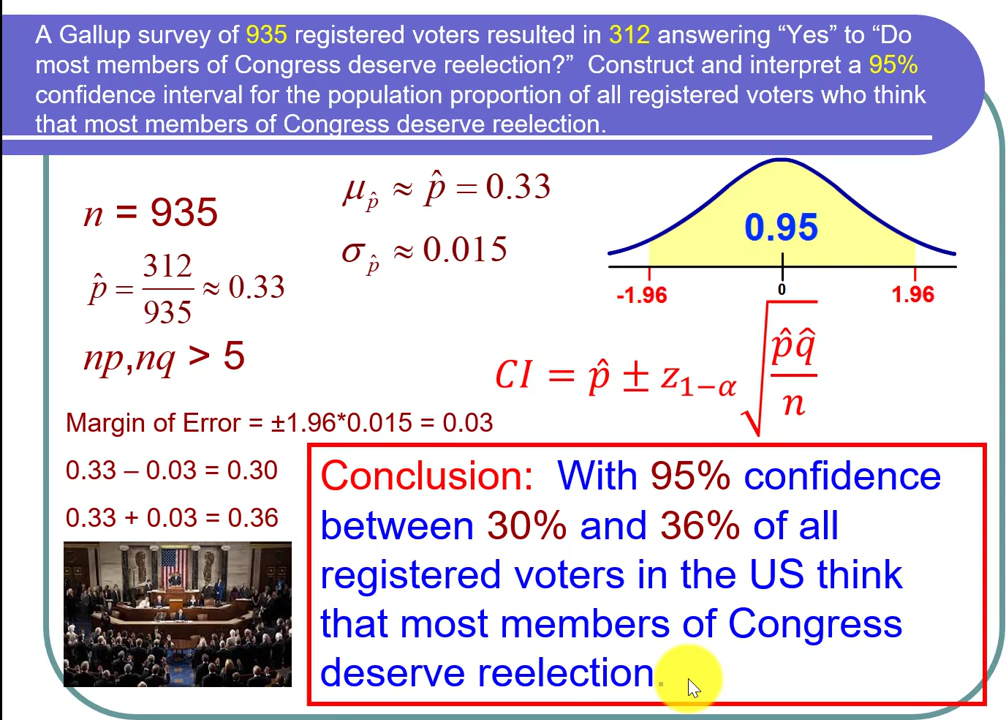 A Gallup survey of 935 registered voters resulted in 312 answering “Yes” to “Do
most members of Congress deserve reelection?” Construct and interpret a 95%
confidence interval for the population proportion of all registered voters who think
that most members of Congress deserve reelection.
n = 935
μp̂ ≈ p̂ = 0.33
σp̂ ≈ 0.015
p̂ = 312/935 ≈ 0.33
np,nq > 5
0.95
-1.96 0 1.96
CI = p̂ ± z₁₋α √(p̂q̂/n)
Margin of Error = ±1.96*0.015 = 0.03
0.33 – 0.03 = 0.30
0.33 + 0.03 = 0.36
Conclusion: With 95% confidence
between 30% and 36% of all
registered voters in the US think
that most members of Congress
deserve reelection.